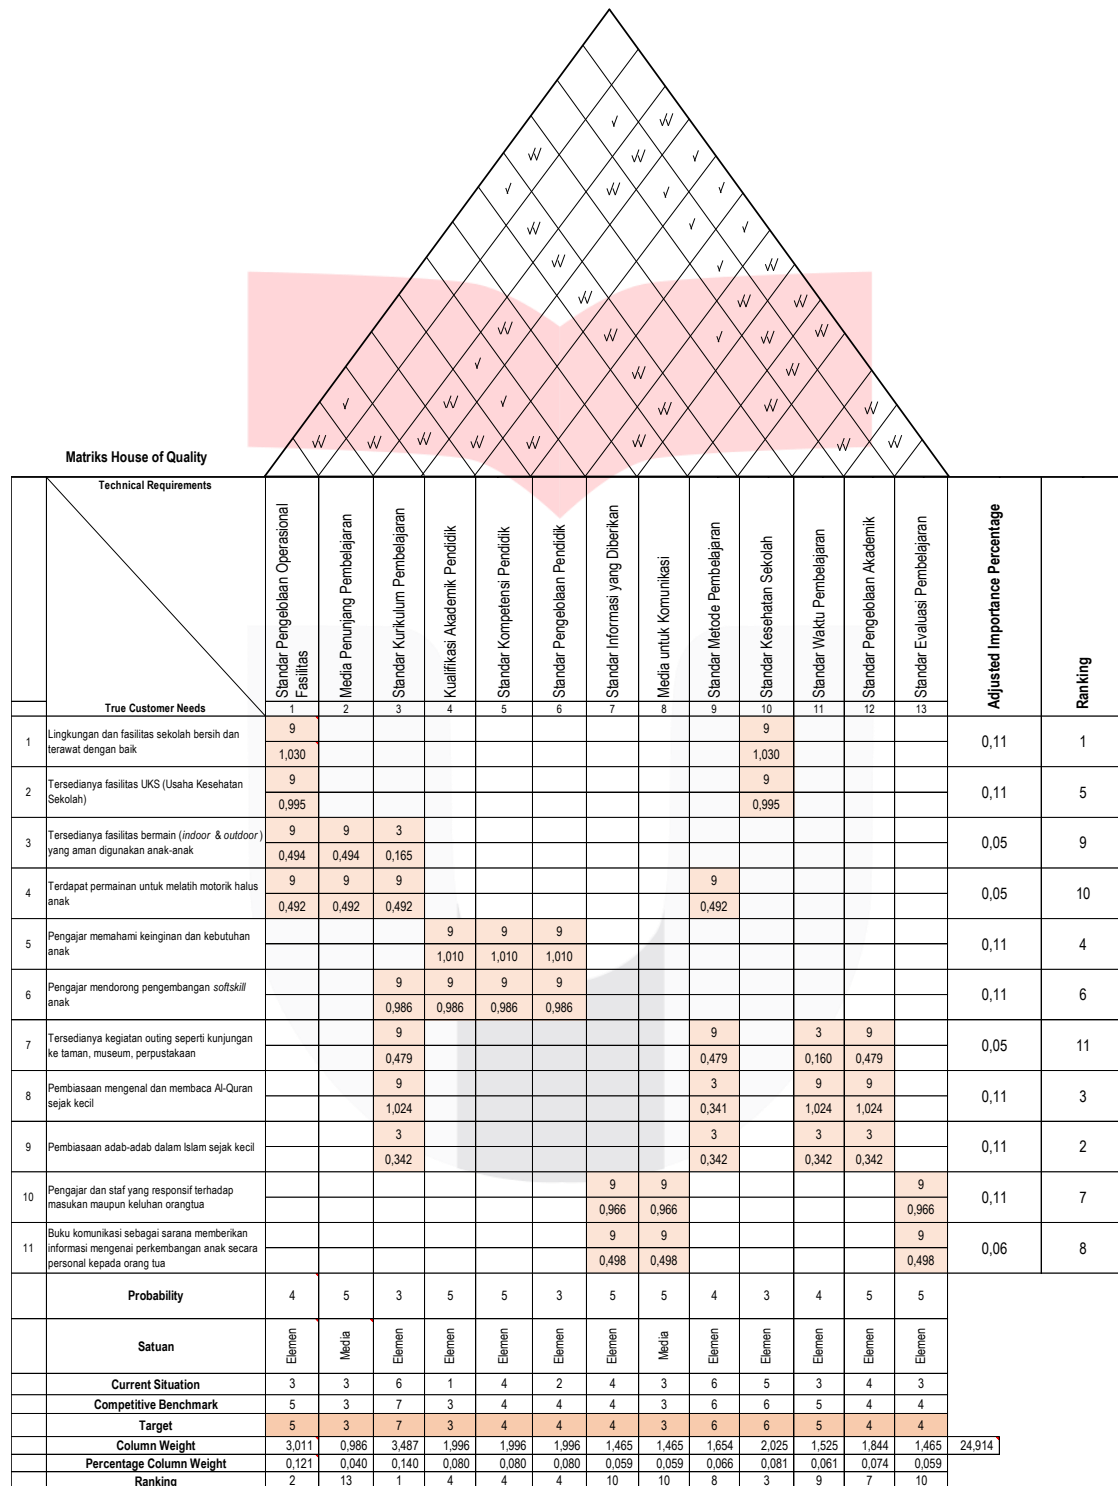 Matriks House of Quality
Technical Requirements
True Customer Needs
Standar Pengelolaan Operasional Fasilitas
Media Penunjang Pembelajaran
Standar Kurikulum Pembelajaran
Kualifikasi Akademik Pendidik
Standar Kompetensi Pendidik
Standar Pengelolaan Pendidik
Standar Informasi yang Diberikan
Media untuk Komunikasi
Standar Metode Pembelajaran
Standar Kesehatan Sekolah
Standar Waktu Pembelajaran
Standar Pengelolaan Akademik
Standar Evaluasi Pembelajaran
Adjusted Importance Percentage
Ranking
1 2 3 4 5 6 7 8 9 10 11 12 13
1 Lingkungan dan fasilitas sekolah bersih dan
terawat dengan baik
9 9
1,030 1,030
0,11 1
2 Tersedianya fasilitas UKS (Usaha Kesehatan
Sekolah)
9 9
0,995 0,995
0,11 5
3 Tersedianya fasilitas bermain (indoor & outdoor)
yang aman digunakan anak-anak
9 9 3
0,494 0,494 0,165
0,05 9
4 Terdapat permainan untuk melatih motorik halus
anak
9 9 9 9
0,492 0,492 0,492 0,492
0,05 10
5 Pengajar memahami keinginan dan kebutuhan
anak
9 9 9
1,010 1,010 1,010
0,11 4
6 Pengajar mendorong pengembangan softskill
anak
9 9 9 9
0,986 0,986 0,986 0,986
0,11 6
7 Tersedianya kegiatan outing seperti kunjungan
ke taman, museum, perpustakaan
9 9 3 9
0,479 0,479 0,160 0,479
0,05 11
8 Pembiasaan mengenal dan membaca Al-Quran
sejak kecil
9 3 9 9
1,024 0,341 1,024 1,024
0,11 3
9 Pembiasaan adab-adab dalam Islam sejak kecil
3 3 3 3
0,342 0,342 0,342 0,342
0,11 2
10 Pengajar dan staf yang responsif terhadap
masukan maupun keluhan orangtua
9 9 9
0,966 0,966 0,966
0,11 7
11 Buku komunikasi sebagai sarana memberikan
informasi mengenai perkembangan anak secara
personal kepada orang tua
9 9 9
0,498 0,498 0,498
0,06 8
Probability 4 5 3 5 5 3 5 5 4 3 4 5 5
Satuan Elemen Media Elemen Elemen Elemen Elemen Elemen Media Elemen Elemen Elemen Elemen Elemen
Current Situation 3 3 6 1 4 2 4 3 6 5 3 4 3
Competitive Benchmark 5 3 7 3 4 4 4 3 6 6 5 4 4
Target 5 3 7 3 4 4 4 3 6 6 5 4 4
Column Weight 3,011 0,986 3,487 1,996 1,996 1,996 1,465 1,465 1,654 2,025 1,525 1,844 1,465 24,914
Percentage Column Weight 0,121 0,040 0,140 0,080 0,080 0,080 0,059 0,059 0,066 0,081 0,061 0,074 0,059
Ranking 2 13 1 4 4 4 10 10 8 3 9 7 10